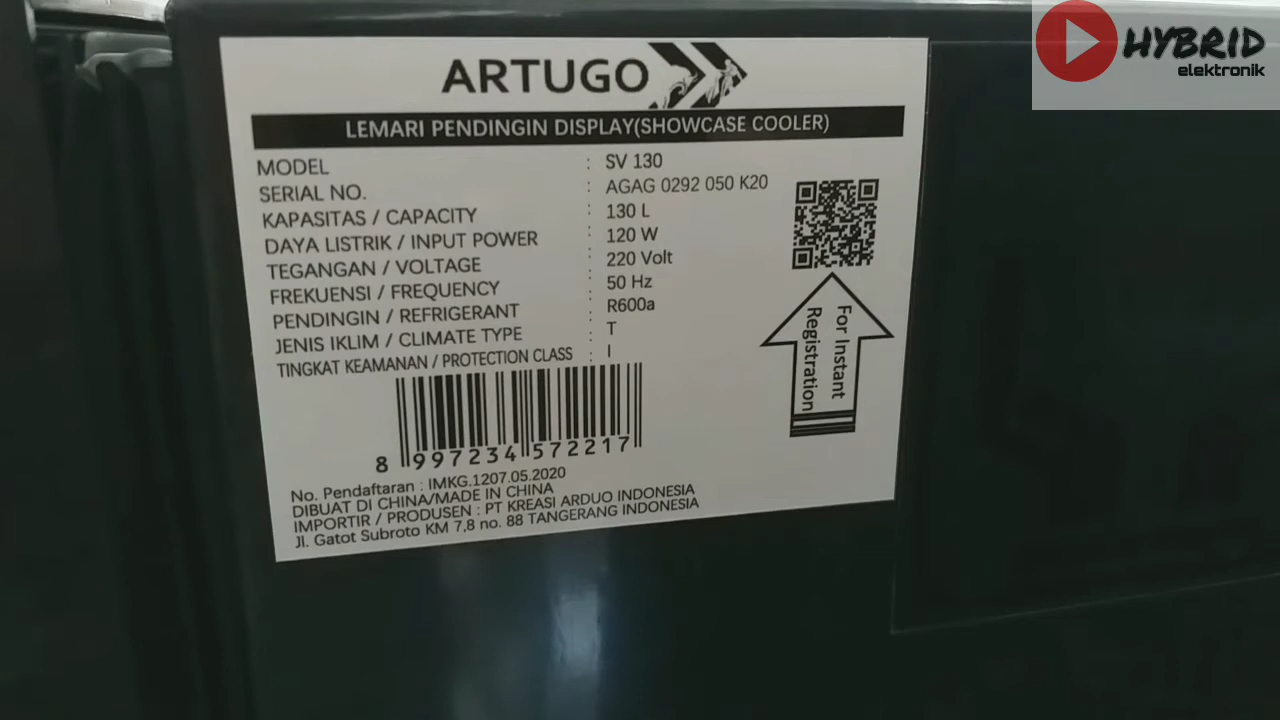 HYBRID
elektronik
ARTUGO
LEMARI PENDINGIN DISPLAY(SHOWCASE COOLER)
MODEL : SV 130
SERIAL NO. : AGAG 0292 050 K20
KAPASITAS / CAPACITY : 130 L
DAYA LISTRIK / INPUT POWER : 120 W
TEGANGAN / VOLTAGE : 220 Volt
FREKUENSI / FREQUENCY : 50 Hz
PENDINGIN / REFRIGERANT : R600a
JENIS IKLIM / CLIMATE TYPE : T
TINGKAT KEAMANAN / PROTECTION CLASS : I
For Instant
Registration
8 997234 572217
No. Pendaftaran : IMKG.1207.05.2020
DIBUAT DI CHINA/MADE IN CHINA
IMPORTIR / PRODUSEN : PT KREASI ARDUO INDONESIA
Jl. Gatot Subroto KM 7,8 no. 88 TANGERANG INDONESIA